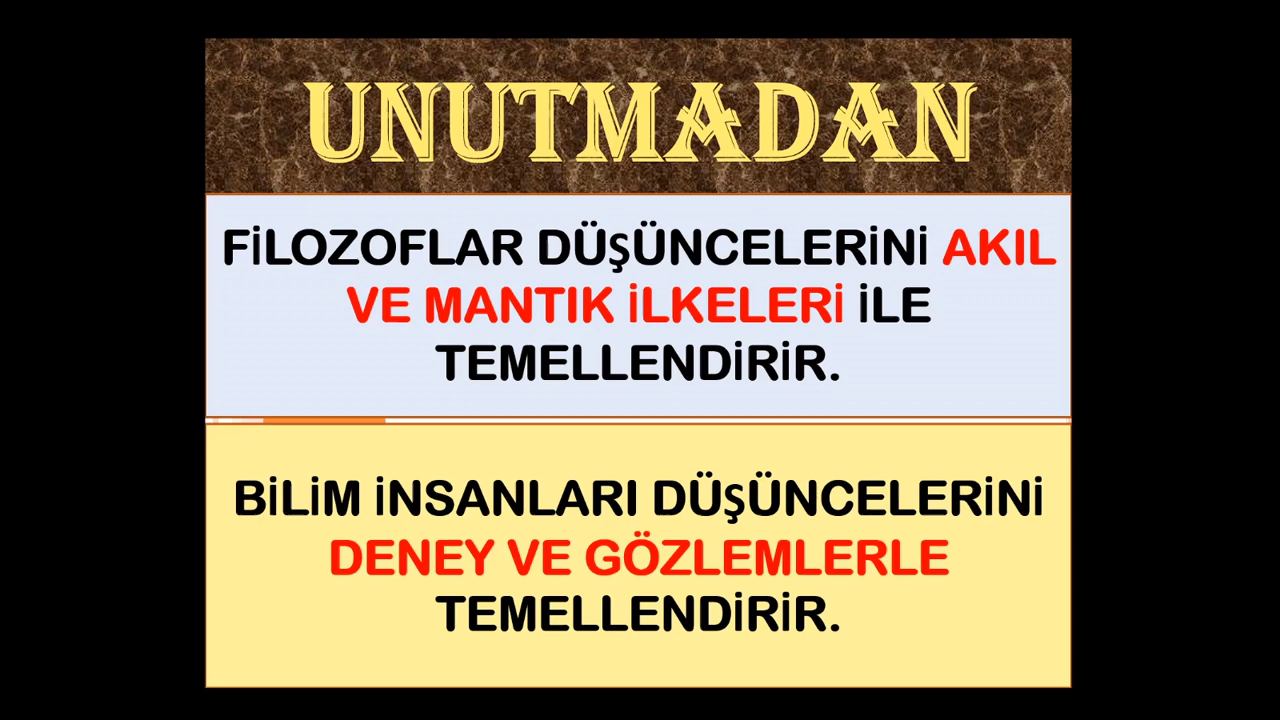 UNUTMADAN
FİLOZOFLAR DÜŞÜNCELERİNİ AKIL
VE MANTIK İLKELERİ İLE
TEMELLENDİRİR.
BİLİM İNSANLARI DÜŞÜNCELERİNİ
DENEY VE GÖZLEMLERLE
TEMELLENDİRİR.